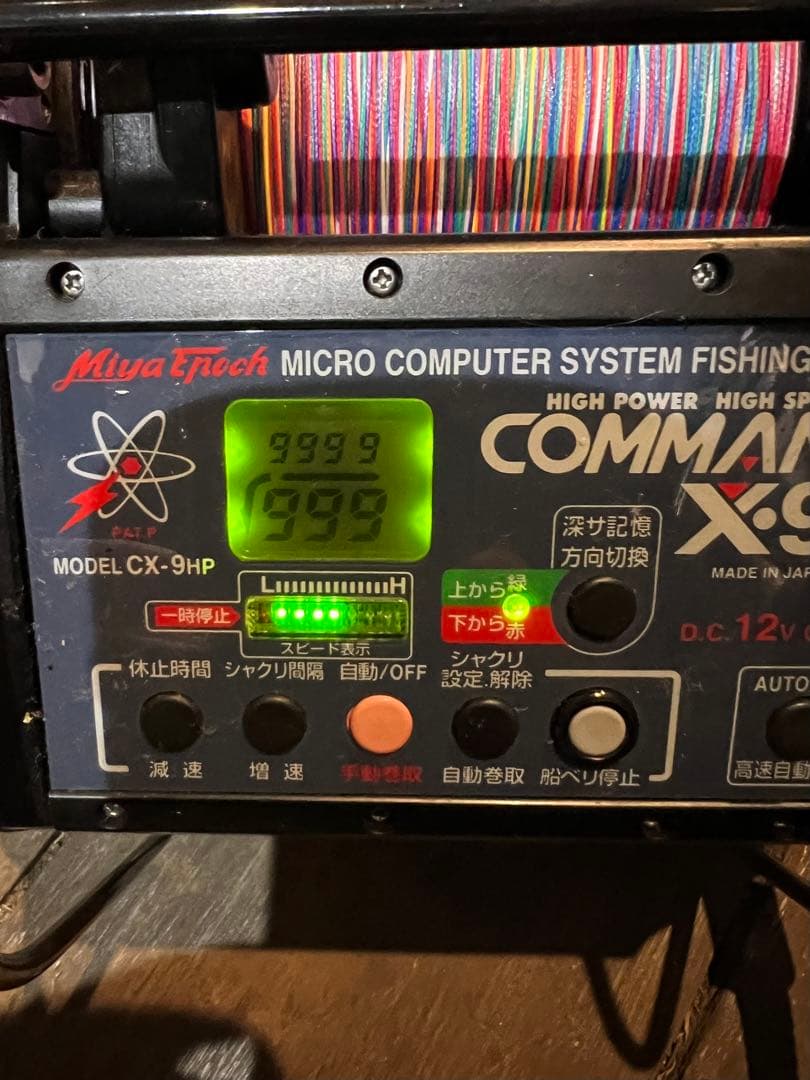 Miya Epoch MICRO COMPUTER SYSTEM FISHING
HIGH POWER HIGH
COMMAN
X-9
PAT.P
9999
999
MODEL CX-9HP
深サ記憶
方向切換
MADE IN
L H
上から緑
下から赤
一時停止
スピード表示
D.C.12V
休止時間 シャクリ間隔 自動/OFF シャクリ
設定.解除
AUTO
減速 増速 手動巻取 自動巻取 船ベリ停止
高速自動